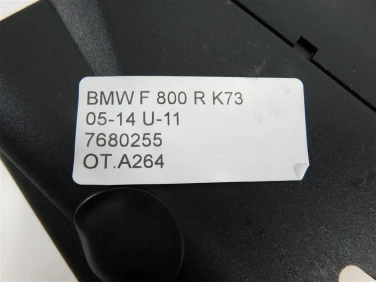 BMW F 800 R K73
05-14 U-11
7680255
OT.A264